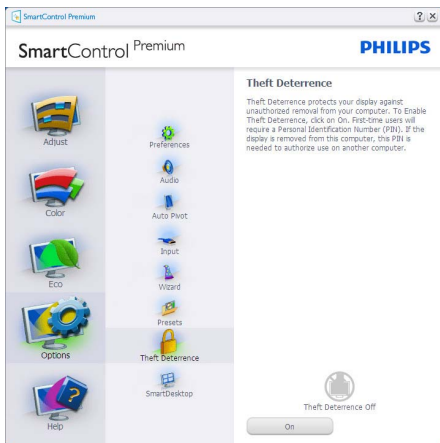 SmartControl Premium
SmartControl Premium
PHILIPS
Adjust
Color
Eco
Options
Help
Preferences
Audio
Auto Pivot
Input
Wizard
Presets
Theft Deterrence
SmartDesktop
Theft Deterrence
Theft Deterrence protects your display against
unauthorized removal from your computer. To Enable
Theft Deterrence, click on On. First-time users will
require a Personal Identification Number (PIN). If the
display is removed from this computer, this PIN is
needed to authorize use on another computer.
Theft Deterrence Off
On